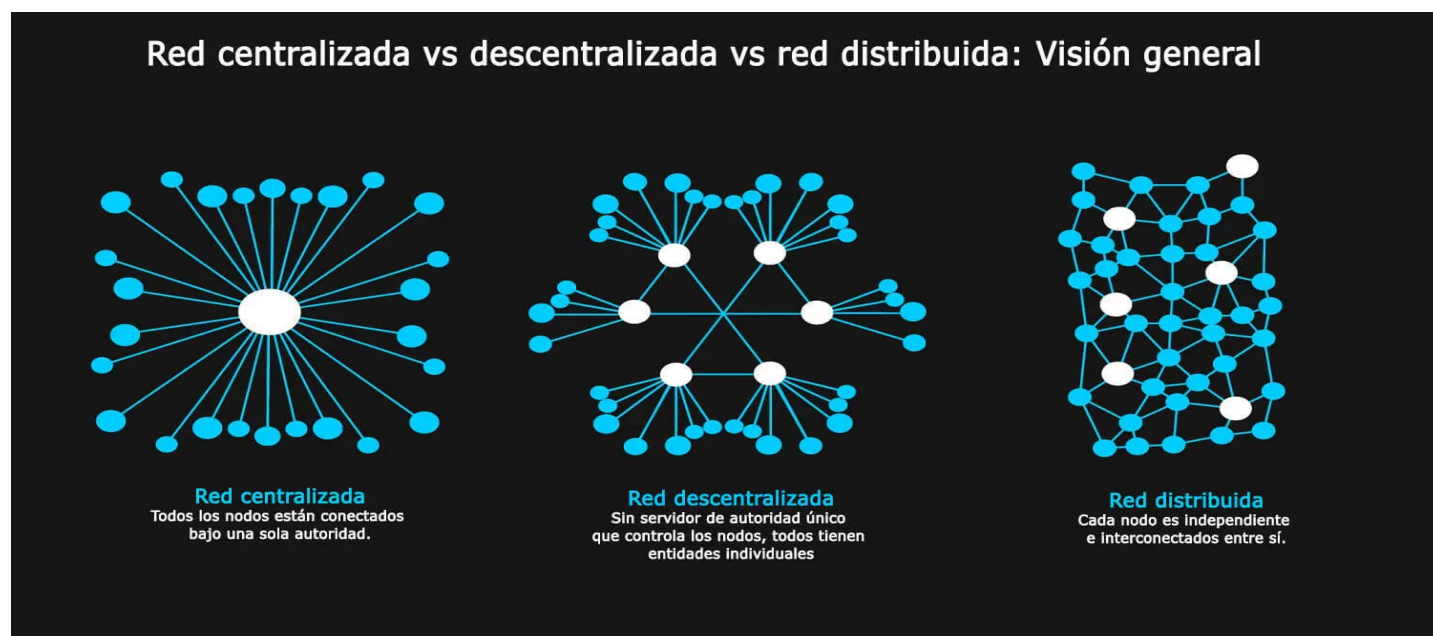 Red centralizada vs descentralizada vs red distribuida: Visión general
Red centralizada
Todos los nodos están conectados
bajo una sola autoridad.
Red descentralizada
Sin servidor de autoridad único
que controla los nodos, todos tienen
entidades individuales
Red distribuida
Cada nodo es independiente
e interconectados entre sí.